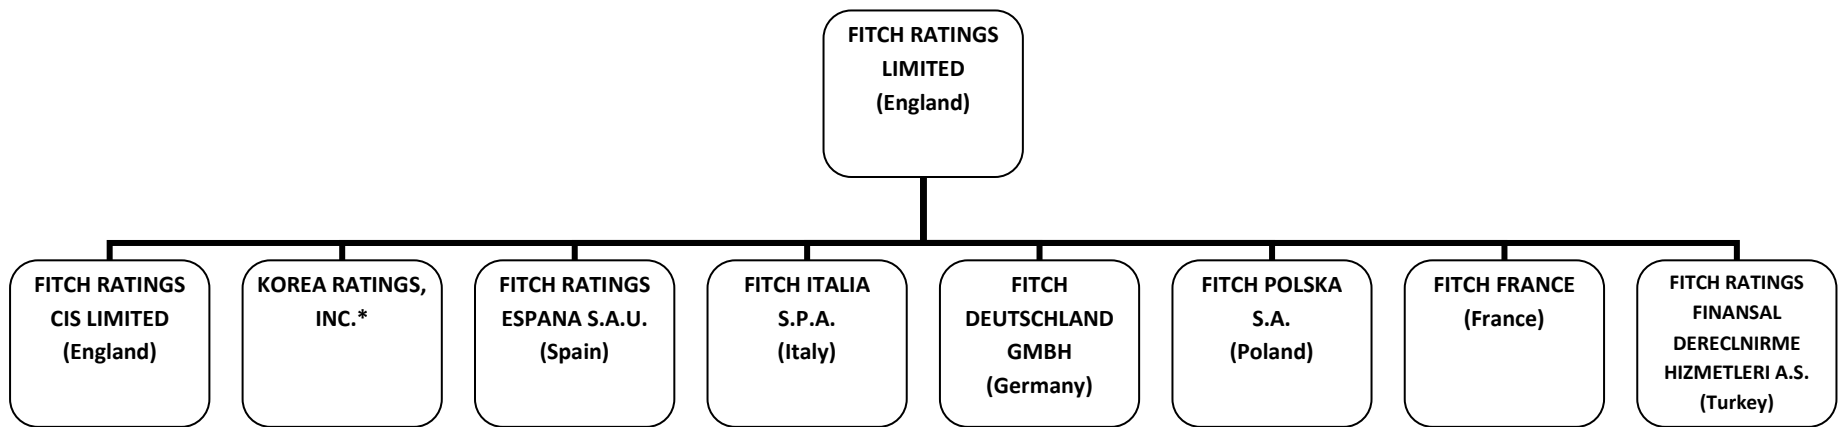 FITCH RATINGS
LIMITED
(England)
FITCH RATINGS
CIS LIMITED
(England)
KOREA RATINGS,
INC.*
FITCH RATINGS
ESPANA S.A.U.
(Spain)
FITCH ITALIA
S.P.A.
(Italy)
FITCH
DEUTSCHLAND
GMBH
(Germany)
FITCH POLSKA
S.A.
(Poland)
FITCH FRANCE
(France)
FITCH RATINGS
FINANSAL
DERECLNIRME
HIZMETLERI A.S.
(Turkey)